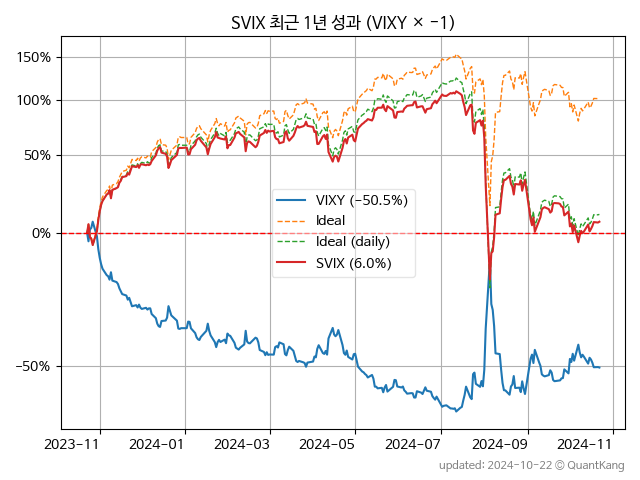 SVIX 최근 1년 성과 (VIXY × −1)
150%
100%
50%
0%
−50%
VIXY (−50.5%)
Ideal
Ideal (daily)
SVIX (6.0%)
2023-11 2024-01 2024-03 2024-05 2024-07 2024-09 2024-11
updated: 2024-10-22 © QuantKang